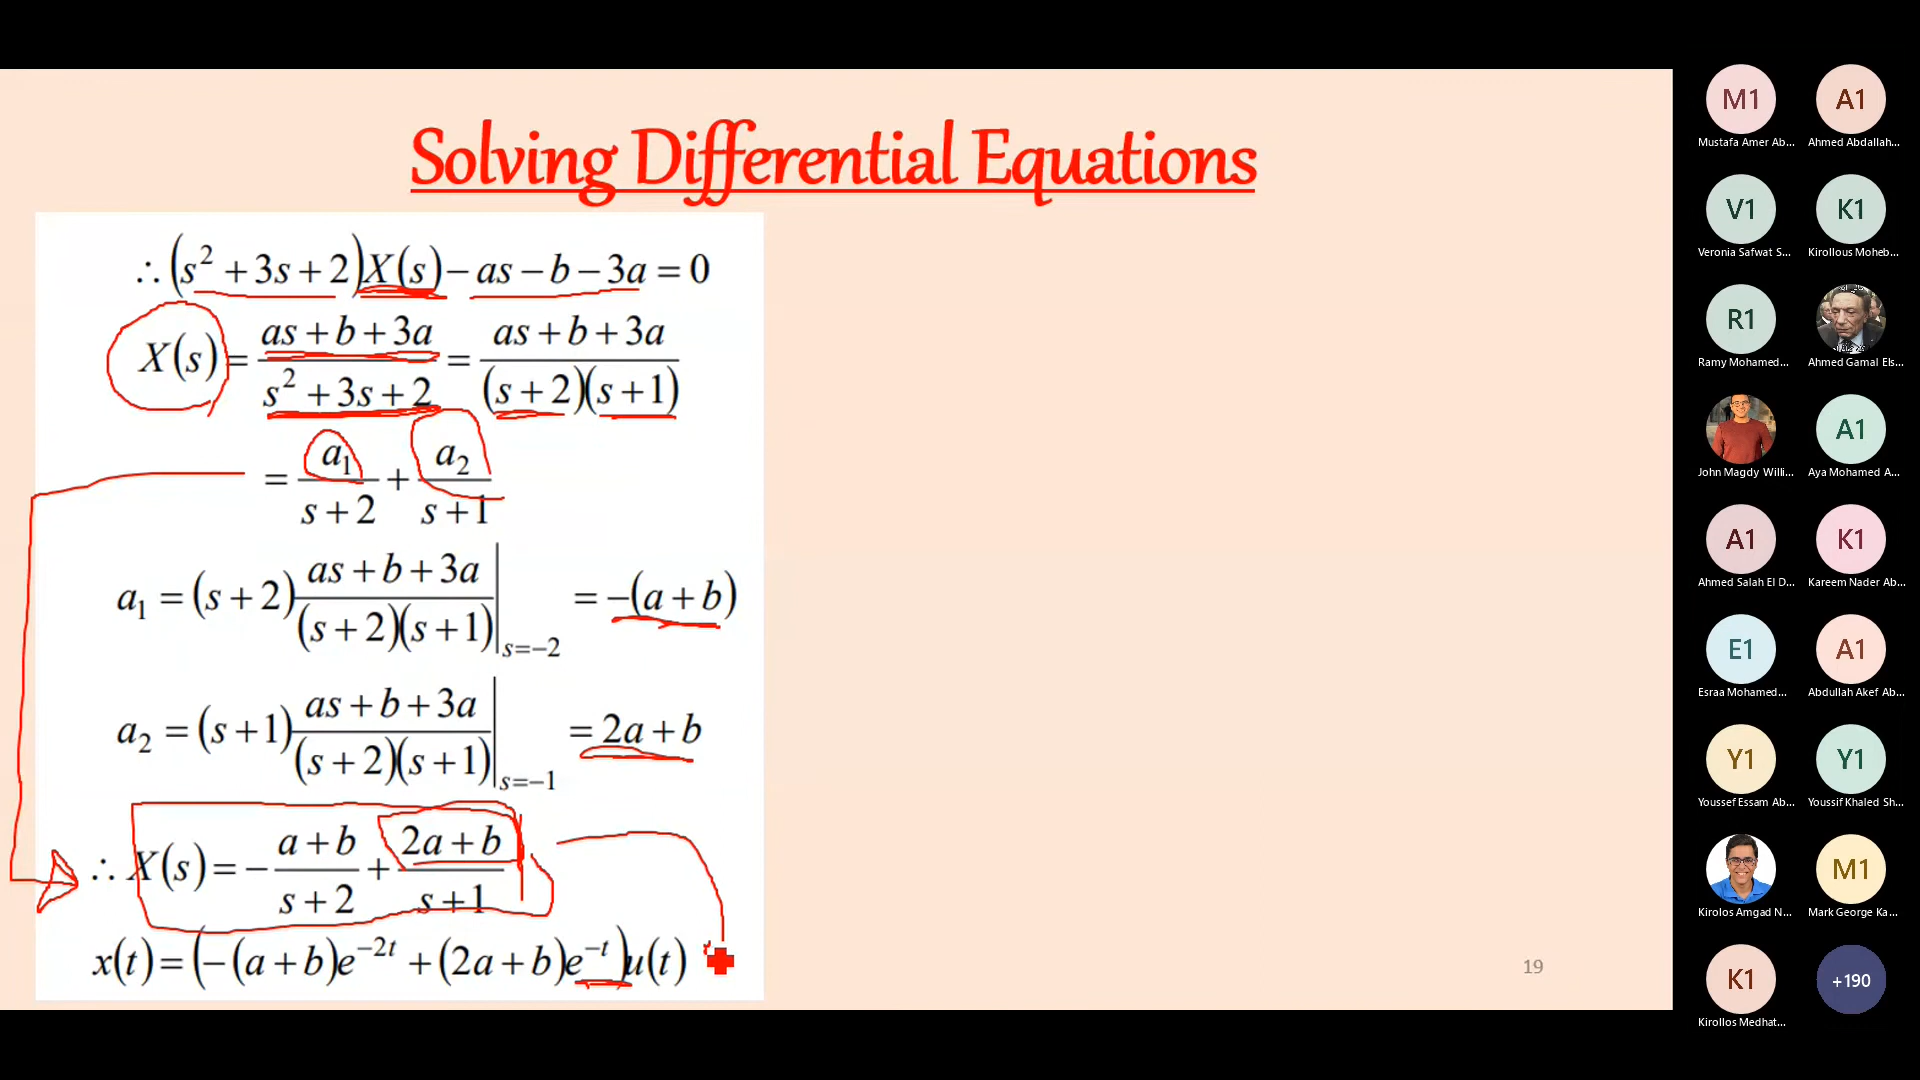 Solving Differential Equations
∴ (s² + 3s + 2)X(s) − as − b − 3a = 0
X(s) = (as + b + 3a)/(s² + 3s + 2) = (as + b + 3a)/((s + 2)(s + 1))
= a₁/(s + 2) + a₂/(s + 1)
a₁ = (s + 2) (as + b + 3a)/((s + 2)(s + 1)) |s=−2 = −(a + b)
a₂ = (s + 1) (as + b + 3a)/((s + 2)(s + 1)) |s=−1 = 2a + b
∴ X(s) = − (a + b)/(s + 2) + (2a + b)/(s + 1)
x(t) = (−(a + b)e^−2t + (2a + b)e^−t)u(t)
19
M1 A1
Mustafa Amer Ab... Ahmed Abdallah...
V1 K1
Veronia Safwat S... Kirollous Moheb...
R1
Ramy Mohamed... Ahmed Gamal Els...
A1
John Magdy Willi... Aya Mohamed A...
A1 K1
Ahmed Salah El D... Kareem Nader Ab...
E1 A1
Esraa Mohamed... Abdullah Akef Ab...
Y1 Y1
Youssef Essam Ab... Youssif Khaled Sh...
M1
Kirolos Amgad N... Mark George Ka...
K1 +190
Kirollos Medhat...